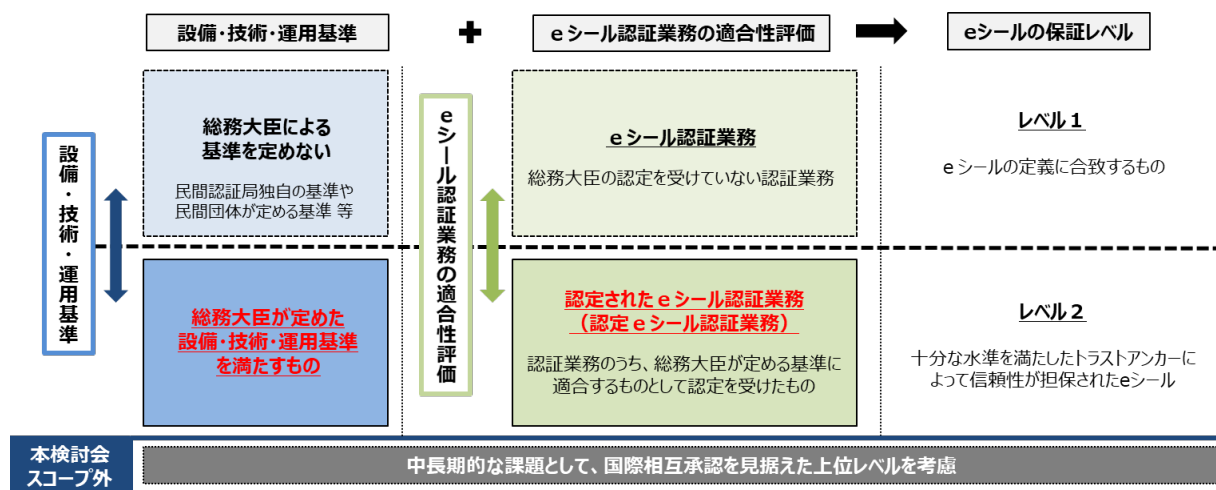 設備・技術・運用基準
+
eシール認証業務の適合性評価
eシールの保証レベル
設備・技術・運用基準
総務大臣による
基準を定めない
民間認証局独自の基準や
民間団体が定める基準 等
eシール認証業務の適合性評価
eシール認証業務
総務大臣の認定を受けていない認証業務
レベル1
eシールの定義に合致するもの
総務大臣が定めた
設備・技術・運用基準
を満たすもの
認定されたeシール認証業務
（認定eシール認証業務）
認証業務のうち、総務大臣が定める基準に
適合するものとして認定を受けたもの
レベル2
十分な水準を満たしたトラストアンカーに
よって信頼性が担保されたeシール
本検討会
スコープ外
中長期的な課題として、国際相互承認を見据えた上位レベルを考慮